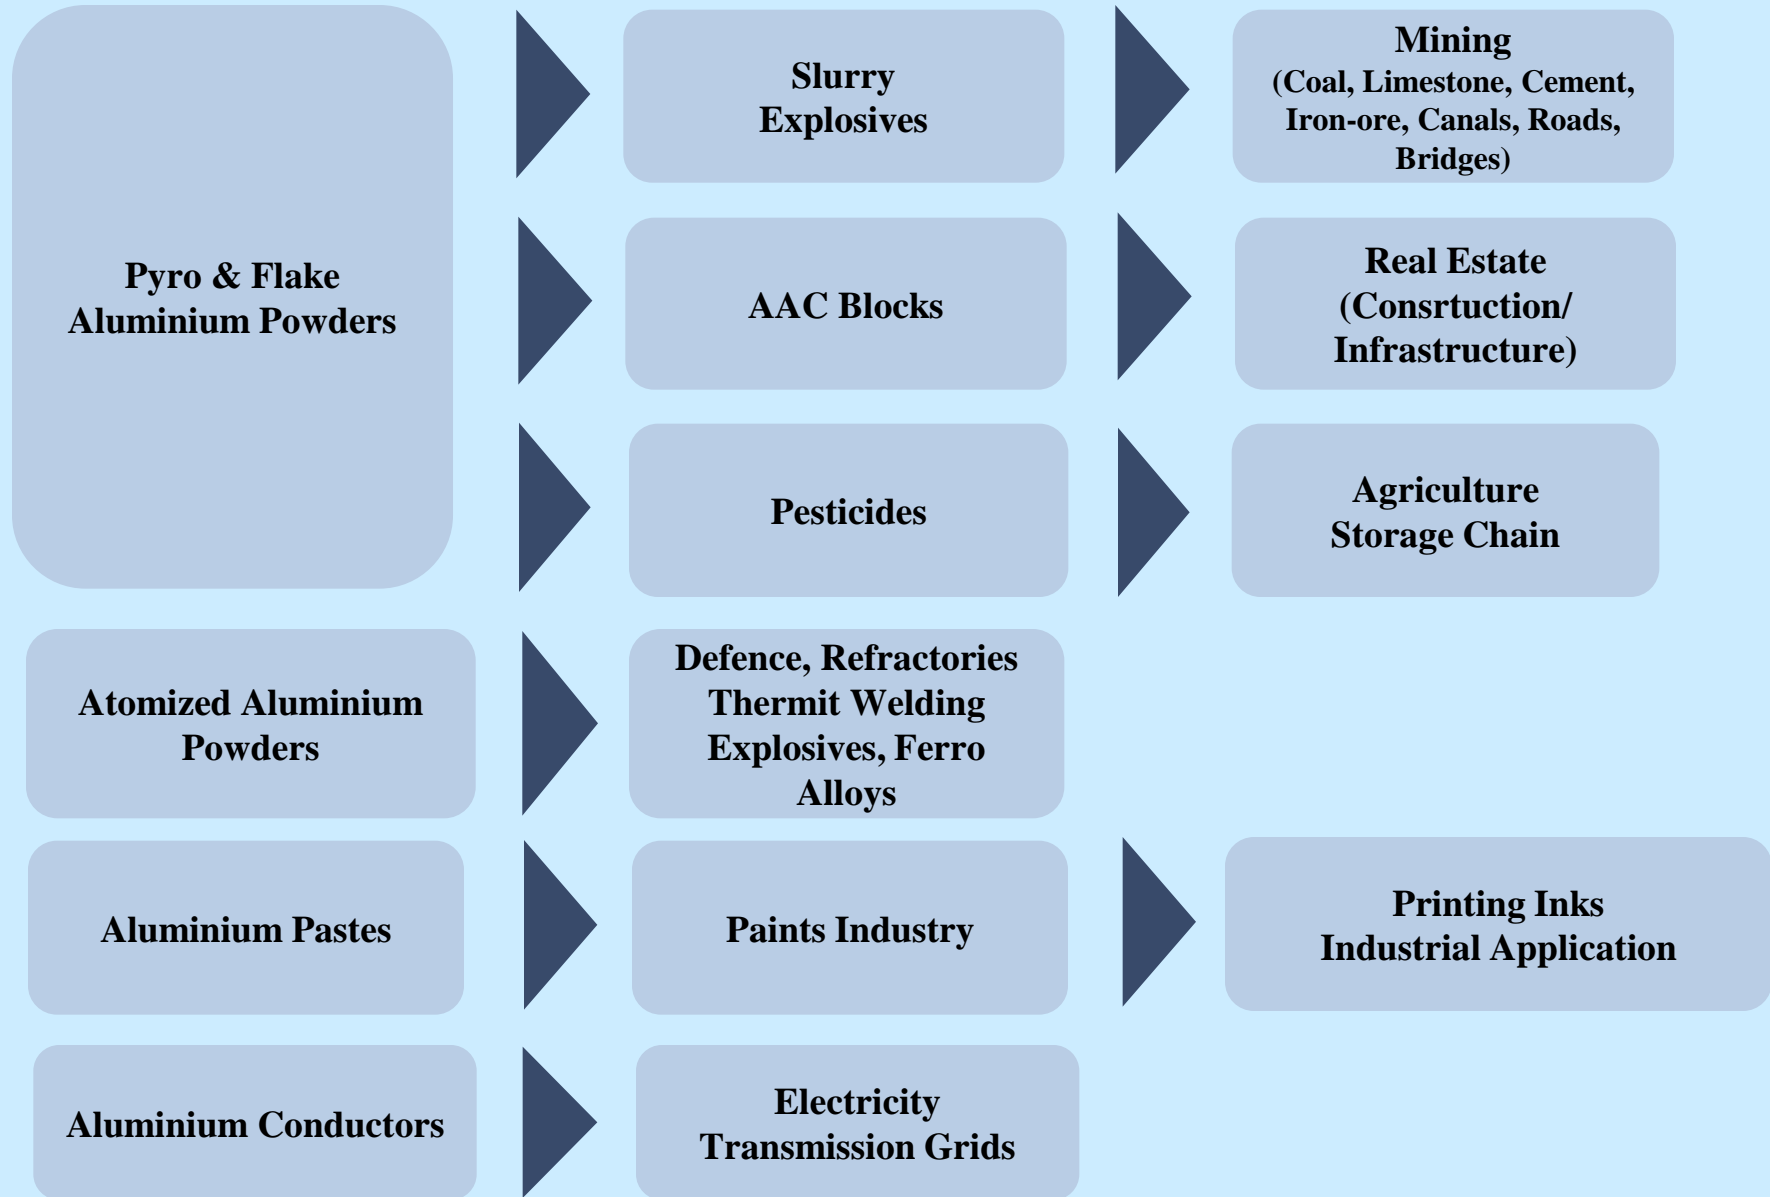 Pyro & Flake
Aluminium Powders
Slurry
Explosives
Mining
(Coal, Limestone, Cement,
Iron-ore, Canals, Roads,
Bridges)
AAC Blocks
Real Estate
(Consrtuction/
Infrastructure)
Pesticides
Agriculture
Storage Chain
Atomized Aluminium
Powders
Defence, Refractories
Thermit Welding
Explosives, Ferro
Alloys
Aluminium Pastes
Paints Industry
Printing Inks
Industrial Application
Aluminium Conductors
Electricity
Transmission Grids